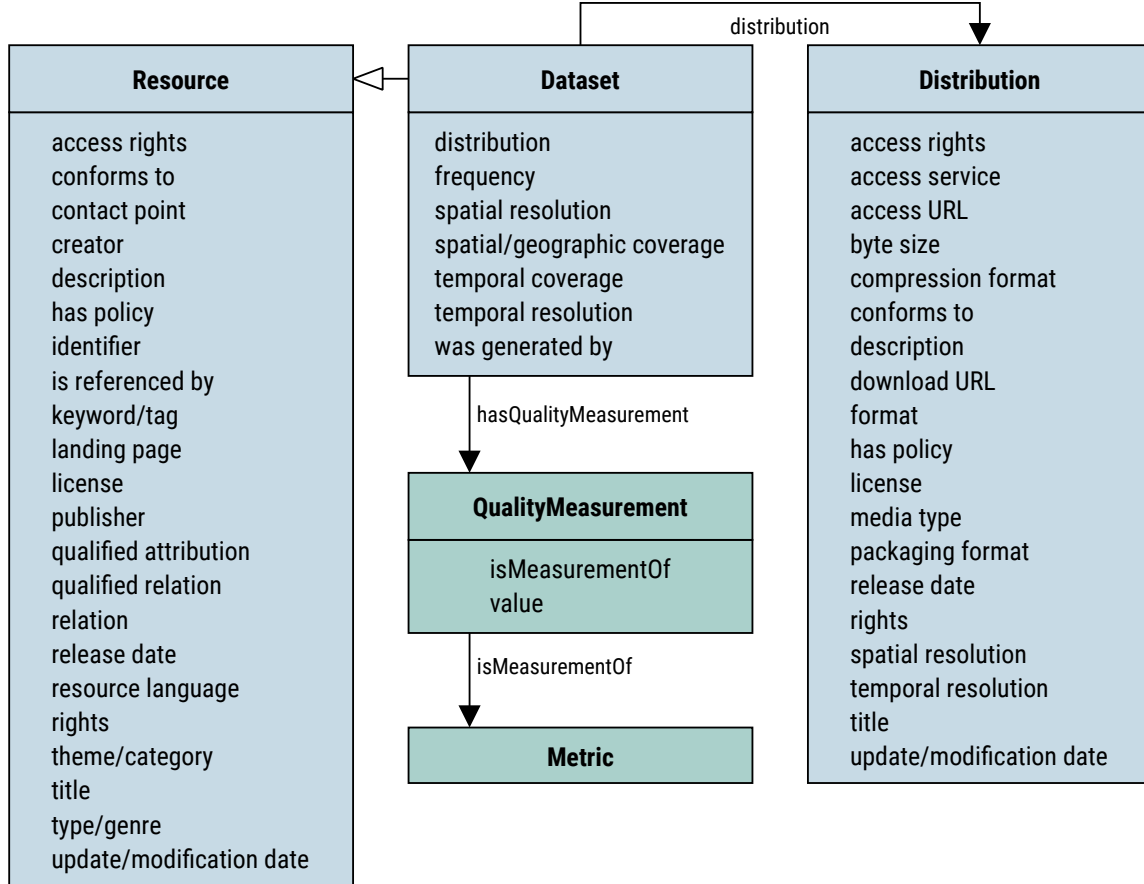 distribution
Resource
access rights
conforms to
contact point
creator
description
has policy
identifier
is referenced by
keyword/tag
landing page
license
publisher
qualified attribution
qualified relation
relation
release date
resource language
rights
theme/category
title
type/genre
update/modification date
Dataset
distribution
frequency
spatial resolution
spatial/geographic coverage
temporal coverage
temporal resolution
was generated by
hasQualityMeasurement
QualityMeasurement
isMeasurementOf
value
isMeasurementOf
Metric
Distribution
access rights
access service
access URL
byte size
compression format
conforms to
description
download URL
format
has policy
license
media type
packaging format
release date
rights
spatial resolution
temporal resolution
title
update/modification date